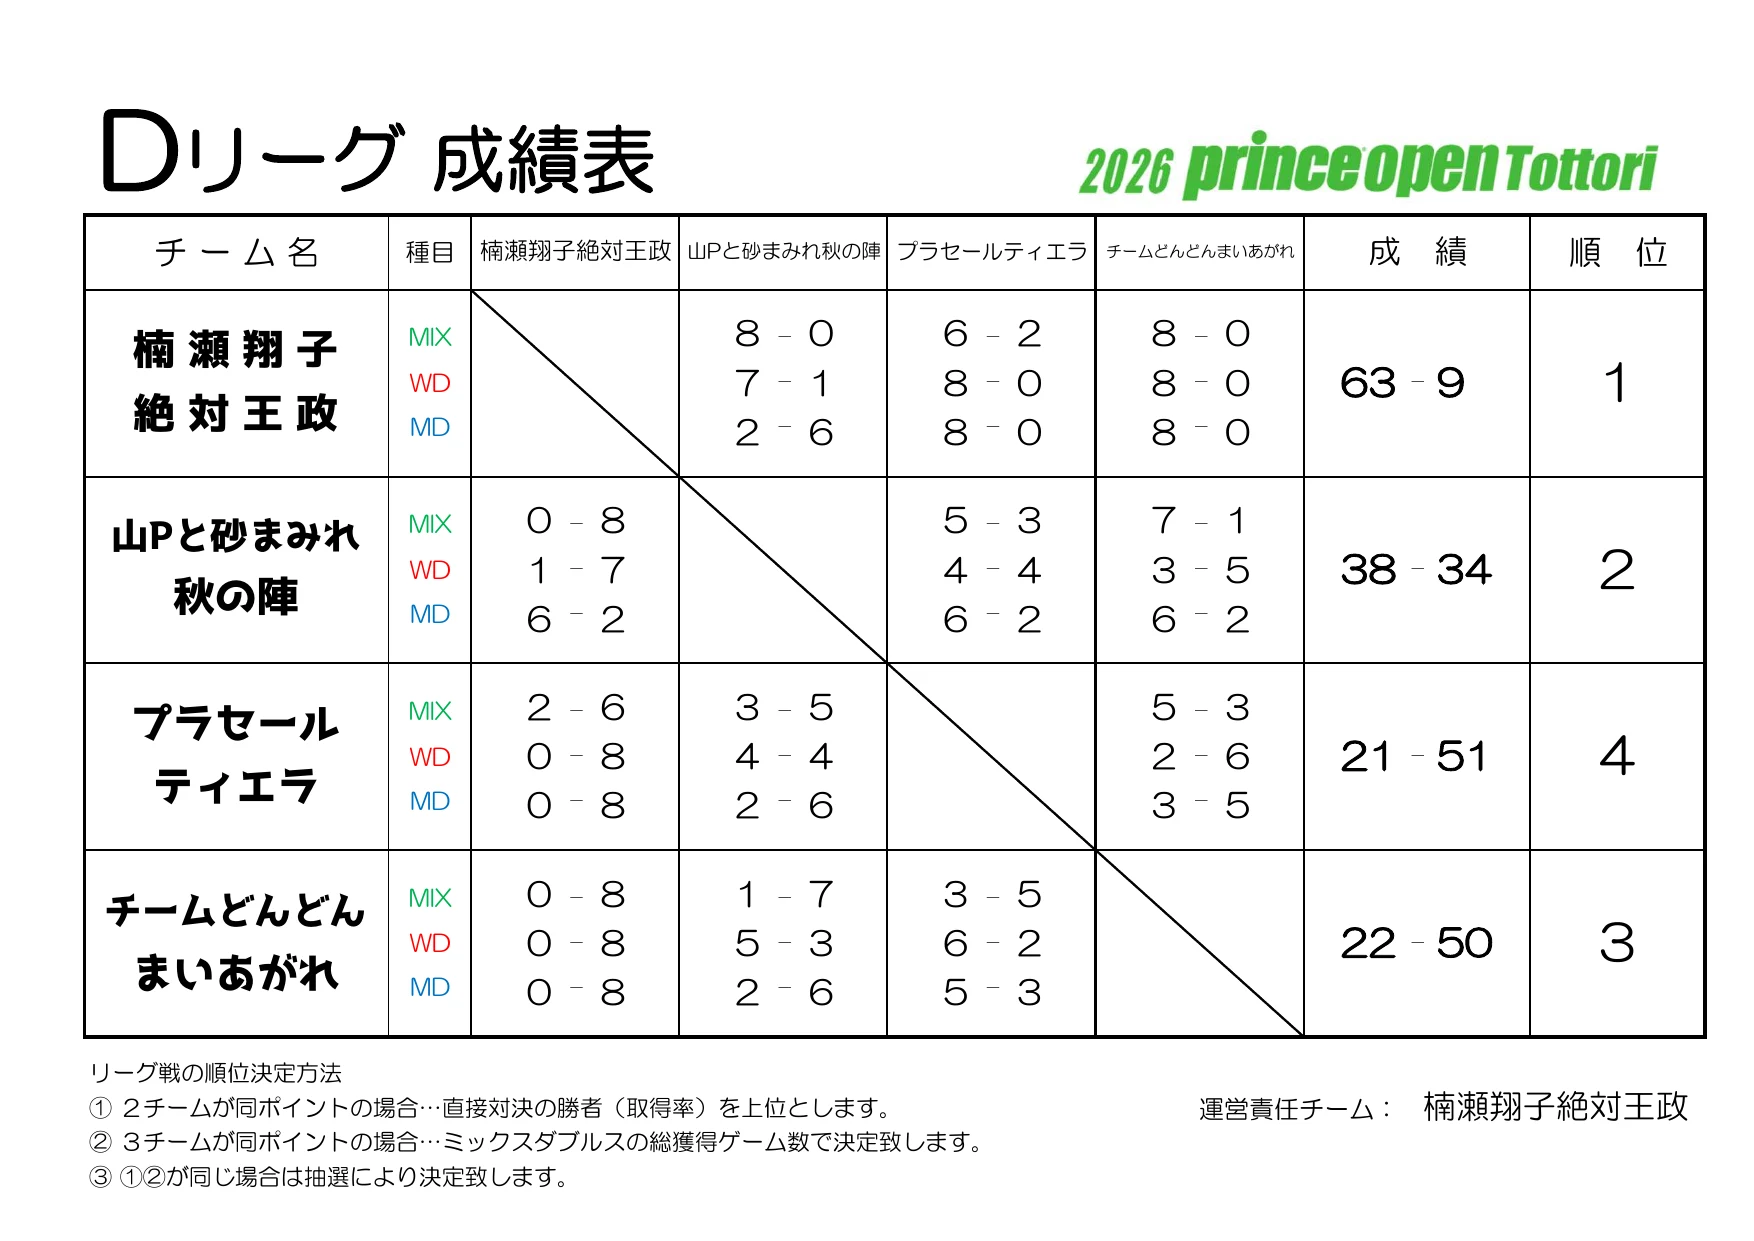 Dリーグ 成績表
2026 prince open Tottori
チーム名 種目 楠瀬翔子絶対王政 山Pと砂まみれ秋の陣 プラセールティエラ チームどんどんまいあがれ 成績 順位
楠瀬翔子
絶対王政
MIX 8 - 0 6 - 2 8 - 0
WD 7 - 1 8 - 0 8 - 0 63 - 9 1
MD 2 - 6 8 - 0 8 - 0
山Pと砂まみれ
秋の陣
MIX 0 - 8 5 - 3 7 - 1
WD 1 - 7 4 - 4 3 - 5 38 - 34 2
MD 6 - 2 6 - 2 6 - 2
プラセール
ティエラ
MIX 2 - 6 3 - 5 5 - 3
WD 0 - 8 4 - 4 2 - 6 21 - 51 4
MD 0 - 8 2 - 6 3 - 5
チームどんどん
まいあがれ
MIX 0 - 8 1 - 7 3 - 5
WD 0 - 8 5 - 3 6 - 2 22 - 50 3
MD 0 - 8 2 - 6 5 - 3
リーグ戦の順位決定方法
① 2チームが同ポイントの場合…直接対決の勝者（取得率）を上位とします。
② 3チームが同ポイントの場合…ミックスダブルスの総獲得ゲーム数で決定致します。
③ ①②が同じ場合は抽選により決定致します。
運営責任チーム： 楠瀬翔子絶対王政